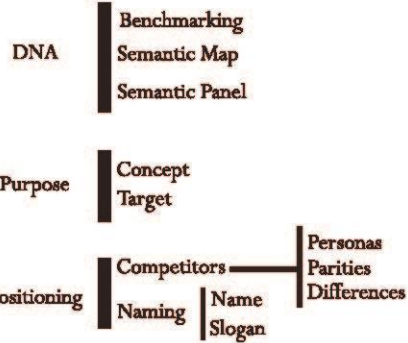 DNA
Benchmarking
Semantic Map
Semantic Panel
Purpose
Concept
Target
ositioning
Competitors
Naming
Name
Slogan
Personas
Parities
Differences